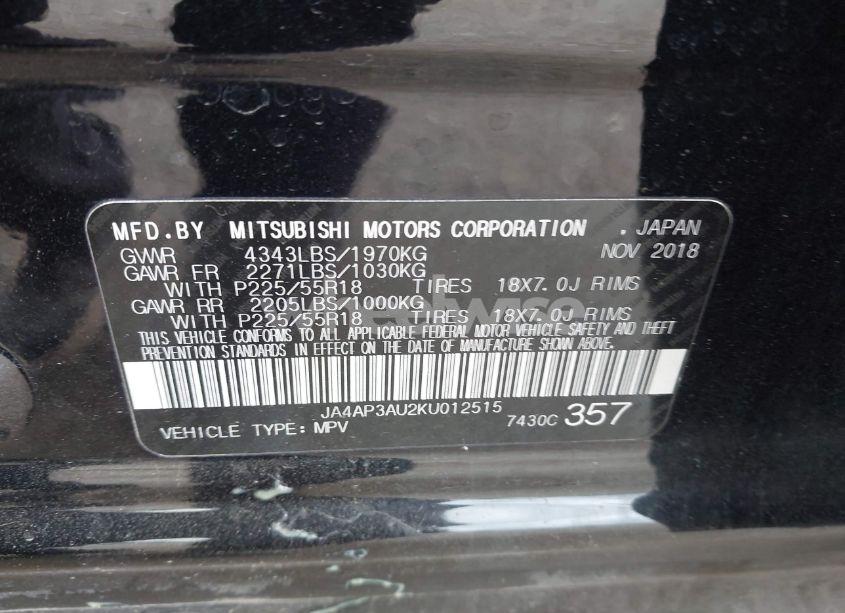 MFD.BY MITSUBISHI MOTORS CORPORATION . JAPAN
GVWR 4343LBS/1970KG NOV 2018
GAWR FR 2271LBS/1030KG
WITH P225/55R18 TIRES 18X7.0J RIMS
GAWR RR 2205LBS/1000KG
WITH P225/55R18 TIRES 18X7.0J RIMS
THIS VEHICLE CONFORMS TO ALL APPLICABLE FEDERAL MOTOR VEHICLE SAFETY AND THEFT
PREVENTION STANDARDS IN EFFECT ON THE DATE OF MANUFACTURE SHOWN ABOVE.
JA4AP3AU2KU012515
VEHICLE TYPE:MPV 7430C 357